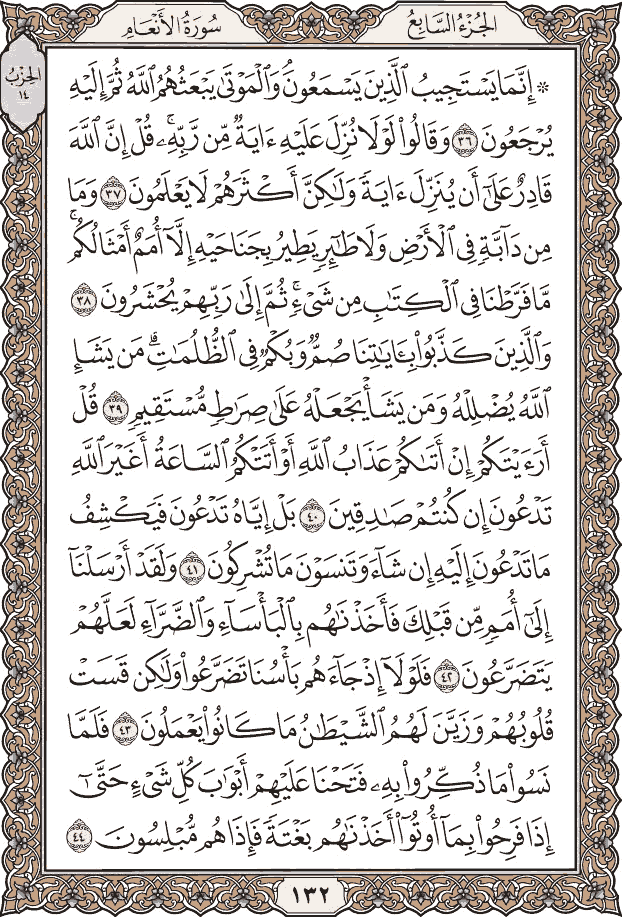 الجُزْءُ السَّابِعُ
سُورَةُ الأَنْعَامِ
الحِزْب
١٤
۞ إِنَّمَا يَسْتَجِيبُ ٱلَّذِينَ يَسْمَعُونَۘ وَٱلْمَوْتَىٰ يَبْعَثُهُمُ ٱللَّهُ ثُمَّ إِلَيْهِ
يُرْجَعُونَ ٣٦ وَقَالُوا۟ لَوْلَا نُزِّلَ عَلَيْهِ ءَايَةٌ مِّن رَّبِّهِۦۚ قُلْ إِنَّ ٱللَّهَ
قَادِرٌ عَلَىٰٓ أَن يُنَزِّلَ ءَايَةً وَلَٰكِنَّ أَكْثَرَهُمْ لَا يَعْلَمُونَ ٣٧ وَمَا
مِن دَآبَّةٍ فِى ٱلْأَرْضِ وَلَا طَٰٓئِرٍ يَطِيرُ بِجَنَاحَيْهِ إِلَّآ أُمَمٌ أَمْثَالُكُمۚ
مَّا فَرَّطْنَا فِى ٱلْكِتَٰبِ مِن شَىْءٍۚ ثُمَّ إِلَىٰ رَبِّهِمْ يُحْشَرُونَ ٣٨
وَٱلَّذِينَ كَذَّبُوا۟ بِـَٔايَٰتِنَا صُمٌّ وَبُكْمٌ فِى ٱلظُّلُمَٰتِۗ مَن يَشَإِ
ٱللَّهُ يُضْلِلْهُ وَمَن يَشَأْ يَجْعَلْهُ عَلَىٰ صِرَٰطٍ مُّسْتَقِيمٍ ٣٩ قُلْ
أَرَءَيْتَكُمْ إِنْ أَتَىٰكُمْ عَذَابُ ٱللَّهِ أَوْ أَتَتْكُمُ ٱلسَّاعَةُ أَغَيْرَ ٱللَّهِ
تَدْعُونَ إِن كُنتُمْ صَٰدِقِينَ ٤٠ بَلْ إِيَّاهُ تَدْعُونَ فَيَكْشِفُ
مَا تَدْعُونَ إِلَيْهِ إِن شَآءَ وَتَنسَوْنَ مَا تُشْرِكُونَ ٤١ وَلَقَدْ أَرْسَلْنَآ
إِلَىٰٓ أُمَمٍ مِّن قَبْلِكَ فَأَخَذْنَٰهُم بِٱلْبَأْسَآءِ وَٱلضَّرَّآءِ لَعَلَّهُمْ
يَتَضَرَّعُونَ ٤٢ فَلَوْلَآ إِذْ جَآءَهُم بَأْسُنَا تَضَرَّعُوا۟ وَلَٰكِن قَسَتْ
قُلُوبُهُمْ وَزَيَّنَ لَهُمُ ٱلشَّيْطَٰنُ مَا كَانُوا۟ يَعْمَلُونَ ٤٣ فَلَمَّا
نَسُوا۟ مَا ذُكِّرُوا۟ بِهِۦ فَتَحْنَا عَلَيْهِمْ أَبْوَٰبَ كُلِّ شَىْءٍ حَتَّىٰٓ
إِذَا فَرِحُوا۟ بِمَآ أُوتُوٓا۟ أَخَذْنَٰهُم بَغْتَةً فَإِذَا هُم مُّبْلِسُونَ ٤٤
١٣٢